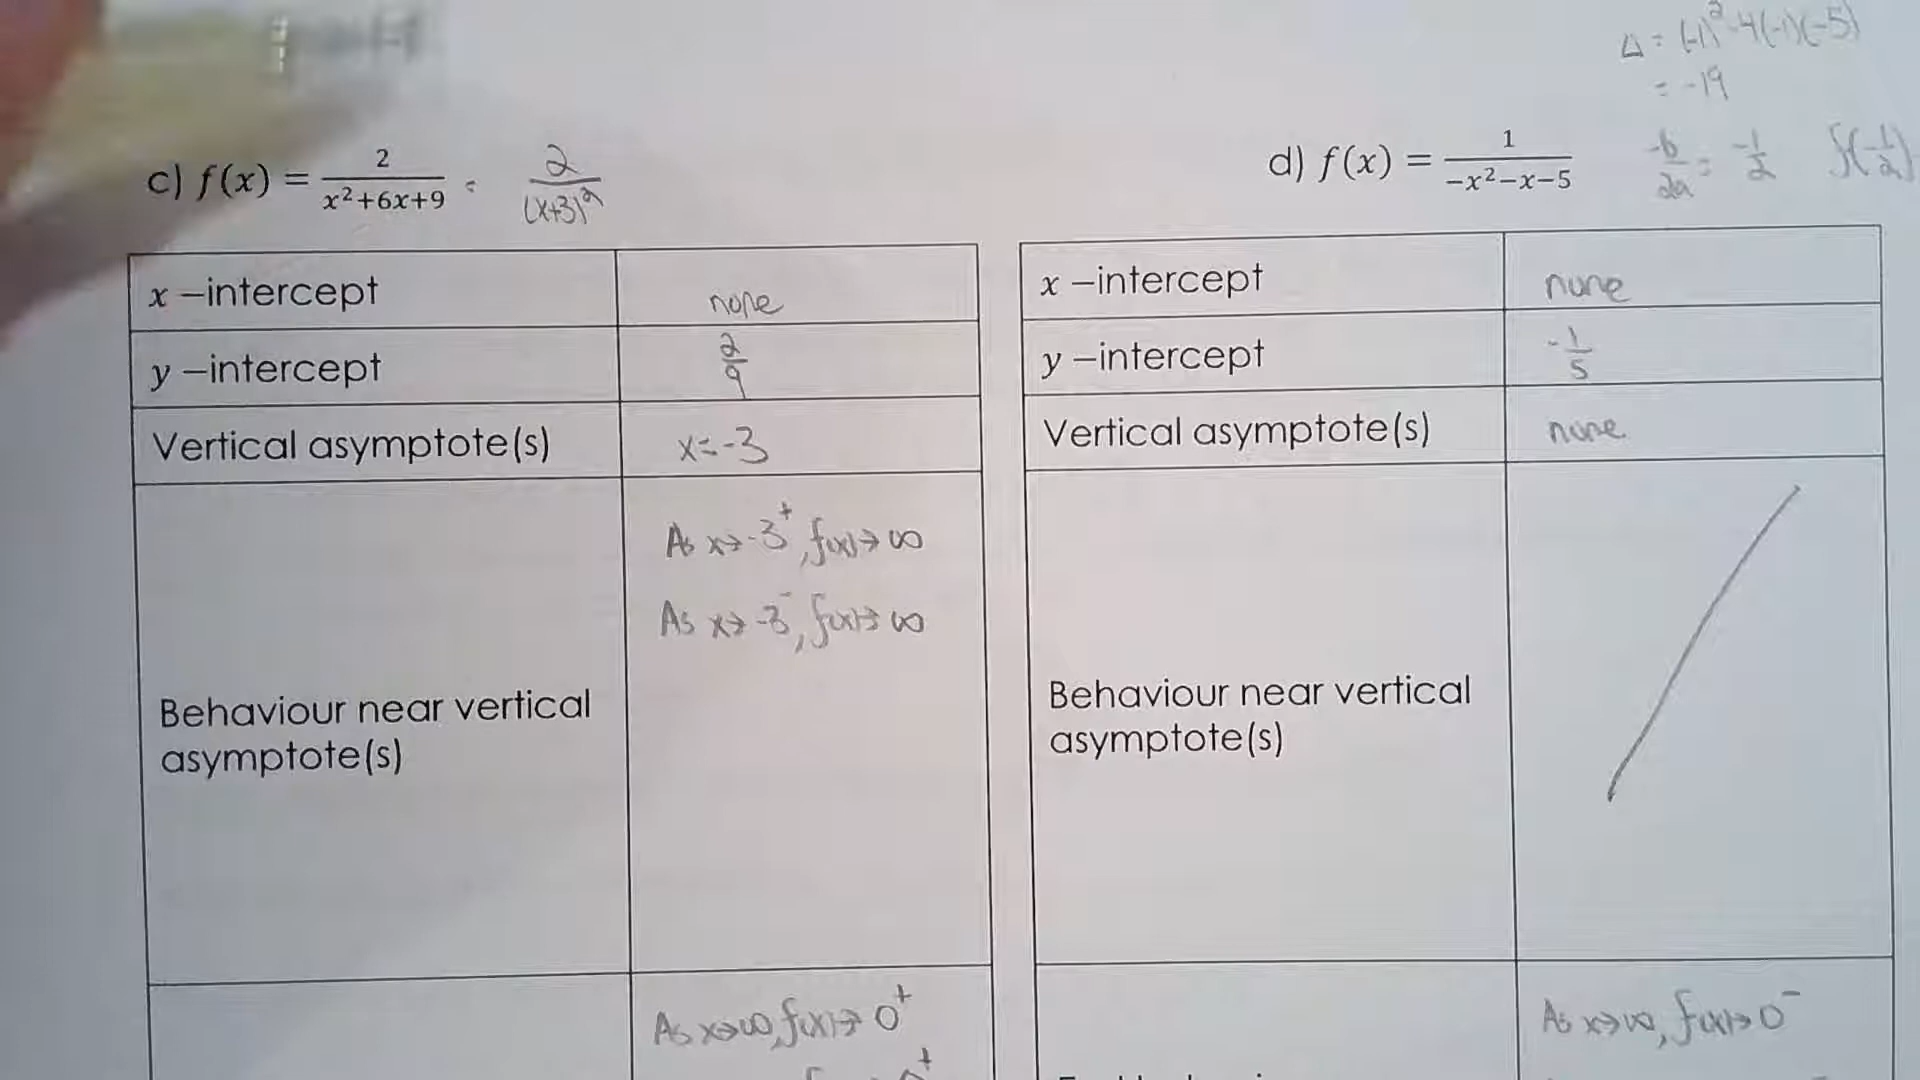 Δ = (-1)² -4(-1)(-5)
= -19
c) f(x) = 2/(x²+6x+9) = 2/(x+3)²
x –intercept none
y –intercept 2/9
Vertical asymptote(s) x=-3
Behaviour near vertical asymptote(s)
As x→-3⁺, f(x)→ ∞
As x→-3⁻, f(x)→ ∞
As x→∞, f(x)→ 0⁺
d) f(x) = 1/(-x²-x-5) -b/2a = -1/2 f(-1/2)
x –intercept none
y –intercept -1/5
Vertical asymptote(s) none
Behaviour near vertical
asymptote(s)
As x→∞, f(x)→0⁻